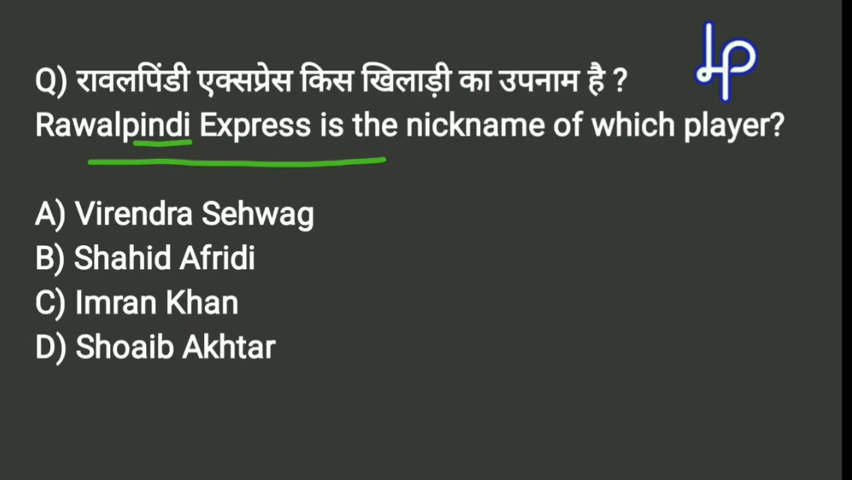 Q) रावलपिंडी एक्सप्रेस किस खिलाड़ी का उपनाम है ?
Rawalpindi Express is the nickname of which player?
A) Virendra Sehwag
B) Shahid Afridi
C) Imran Khan
D) Shoaib Akhtar